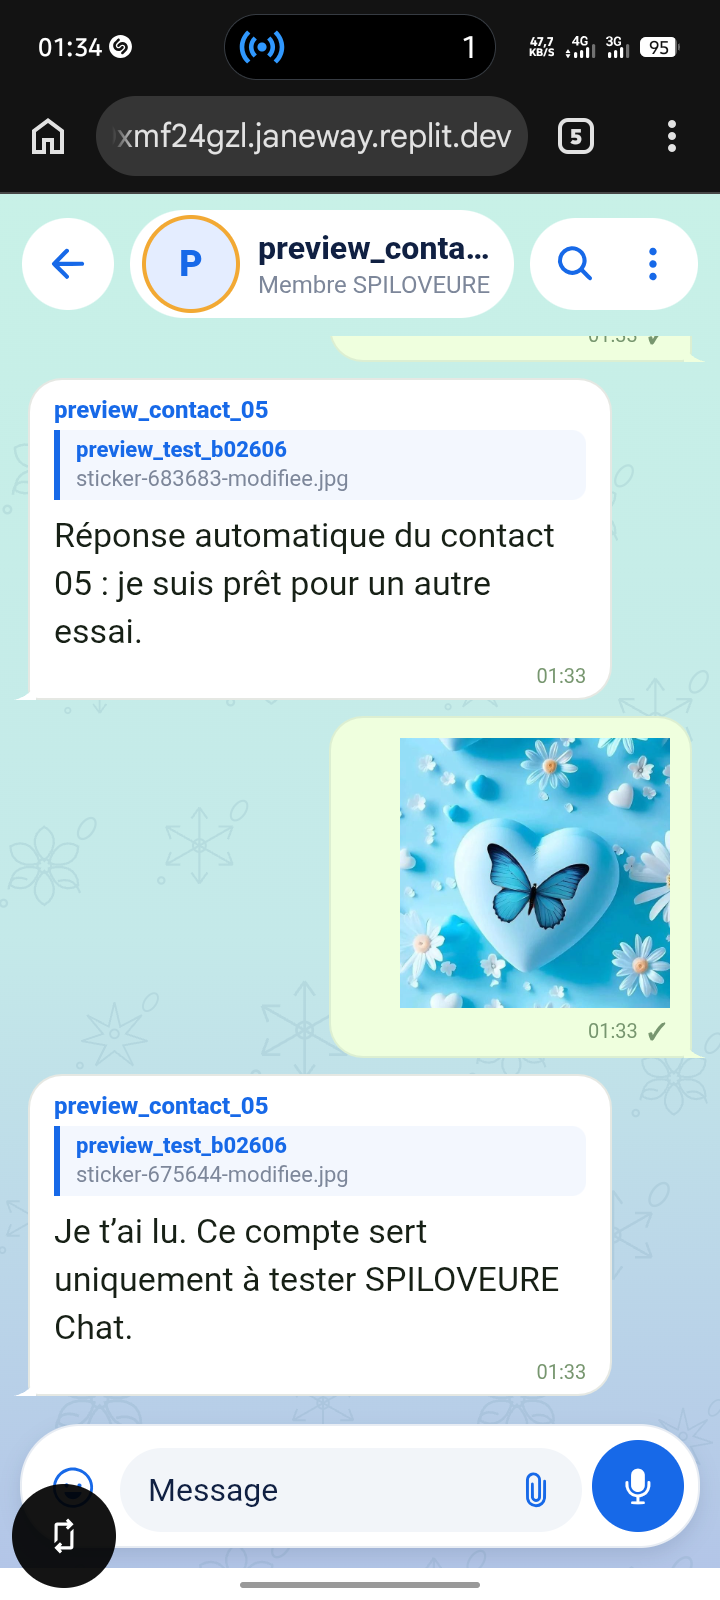 01:34
1
47,7
KB/S
4G
3G
95
xmf24gzl.janeway.replit.dev
5
P
preview_conta...
Membre SPILOVEURE
01:33 ✓
preview_contact_05
preview_test_b02606
sticker-683683-modifiee.jpg
Réponse automatique du contact
05 : je suis prêt pour un autre
essai.
01:33
01:33 ✓
preview_contact_05
preview_test_b02606
sticker-675644-modifiee.jpg
Je t’ai lu. Ce compte sert
uniquement à tester SPILOVEURE
Chat.
01:33
Message